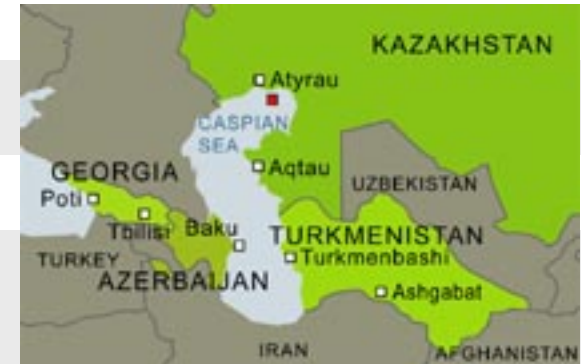 KAZAKHSTAN
Atyrau
CASPIAN
SEA
Aqtau
GEORGIA
UZBEKISTAN
Poti
Tbilisi
Baku
TURKMENISTAN
TURKEY
Turkmenbashi
AZERBAIJAN
Ashgabat
IRAN
AFGHANISTAN